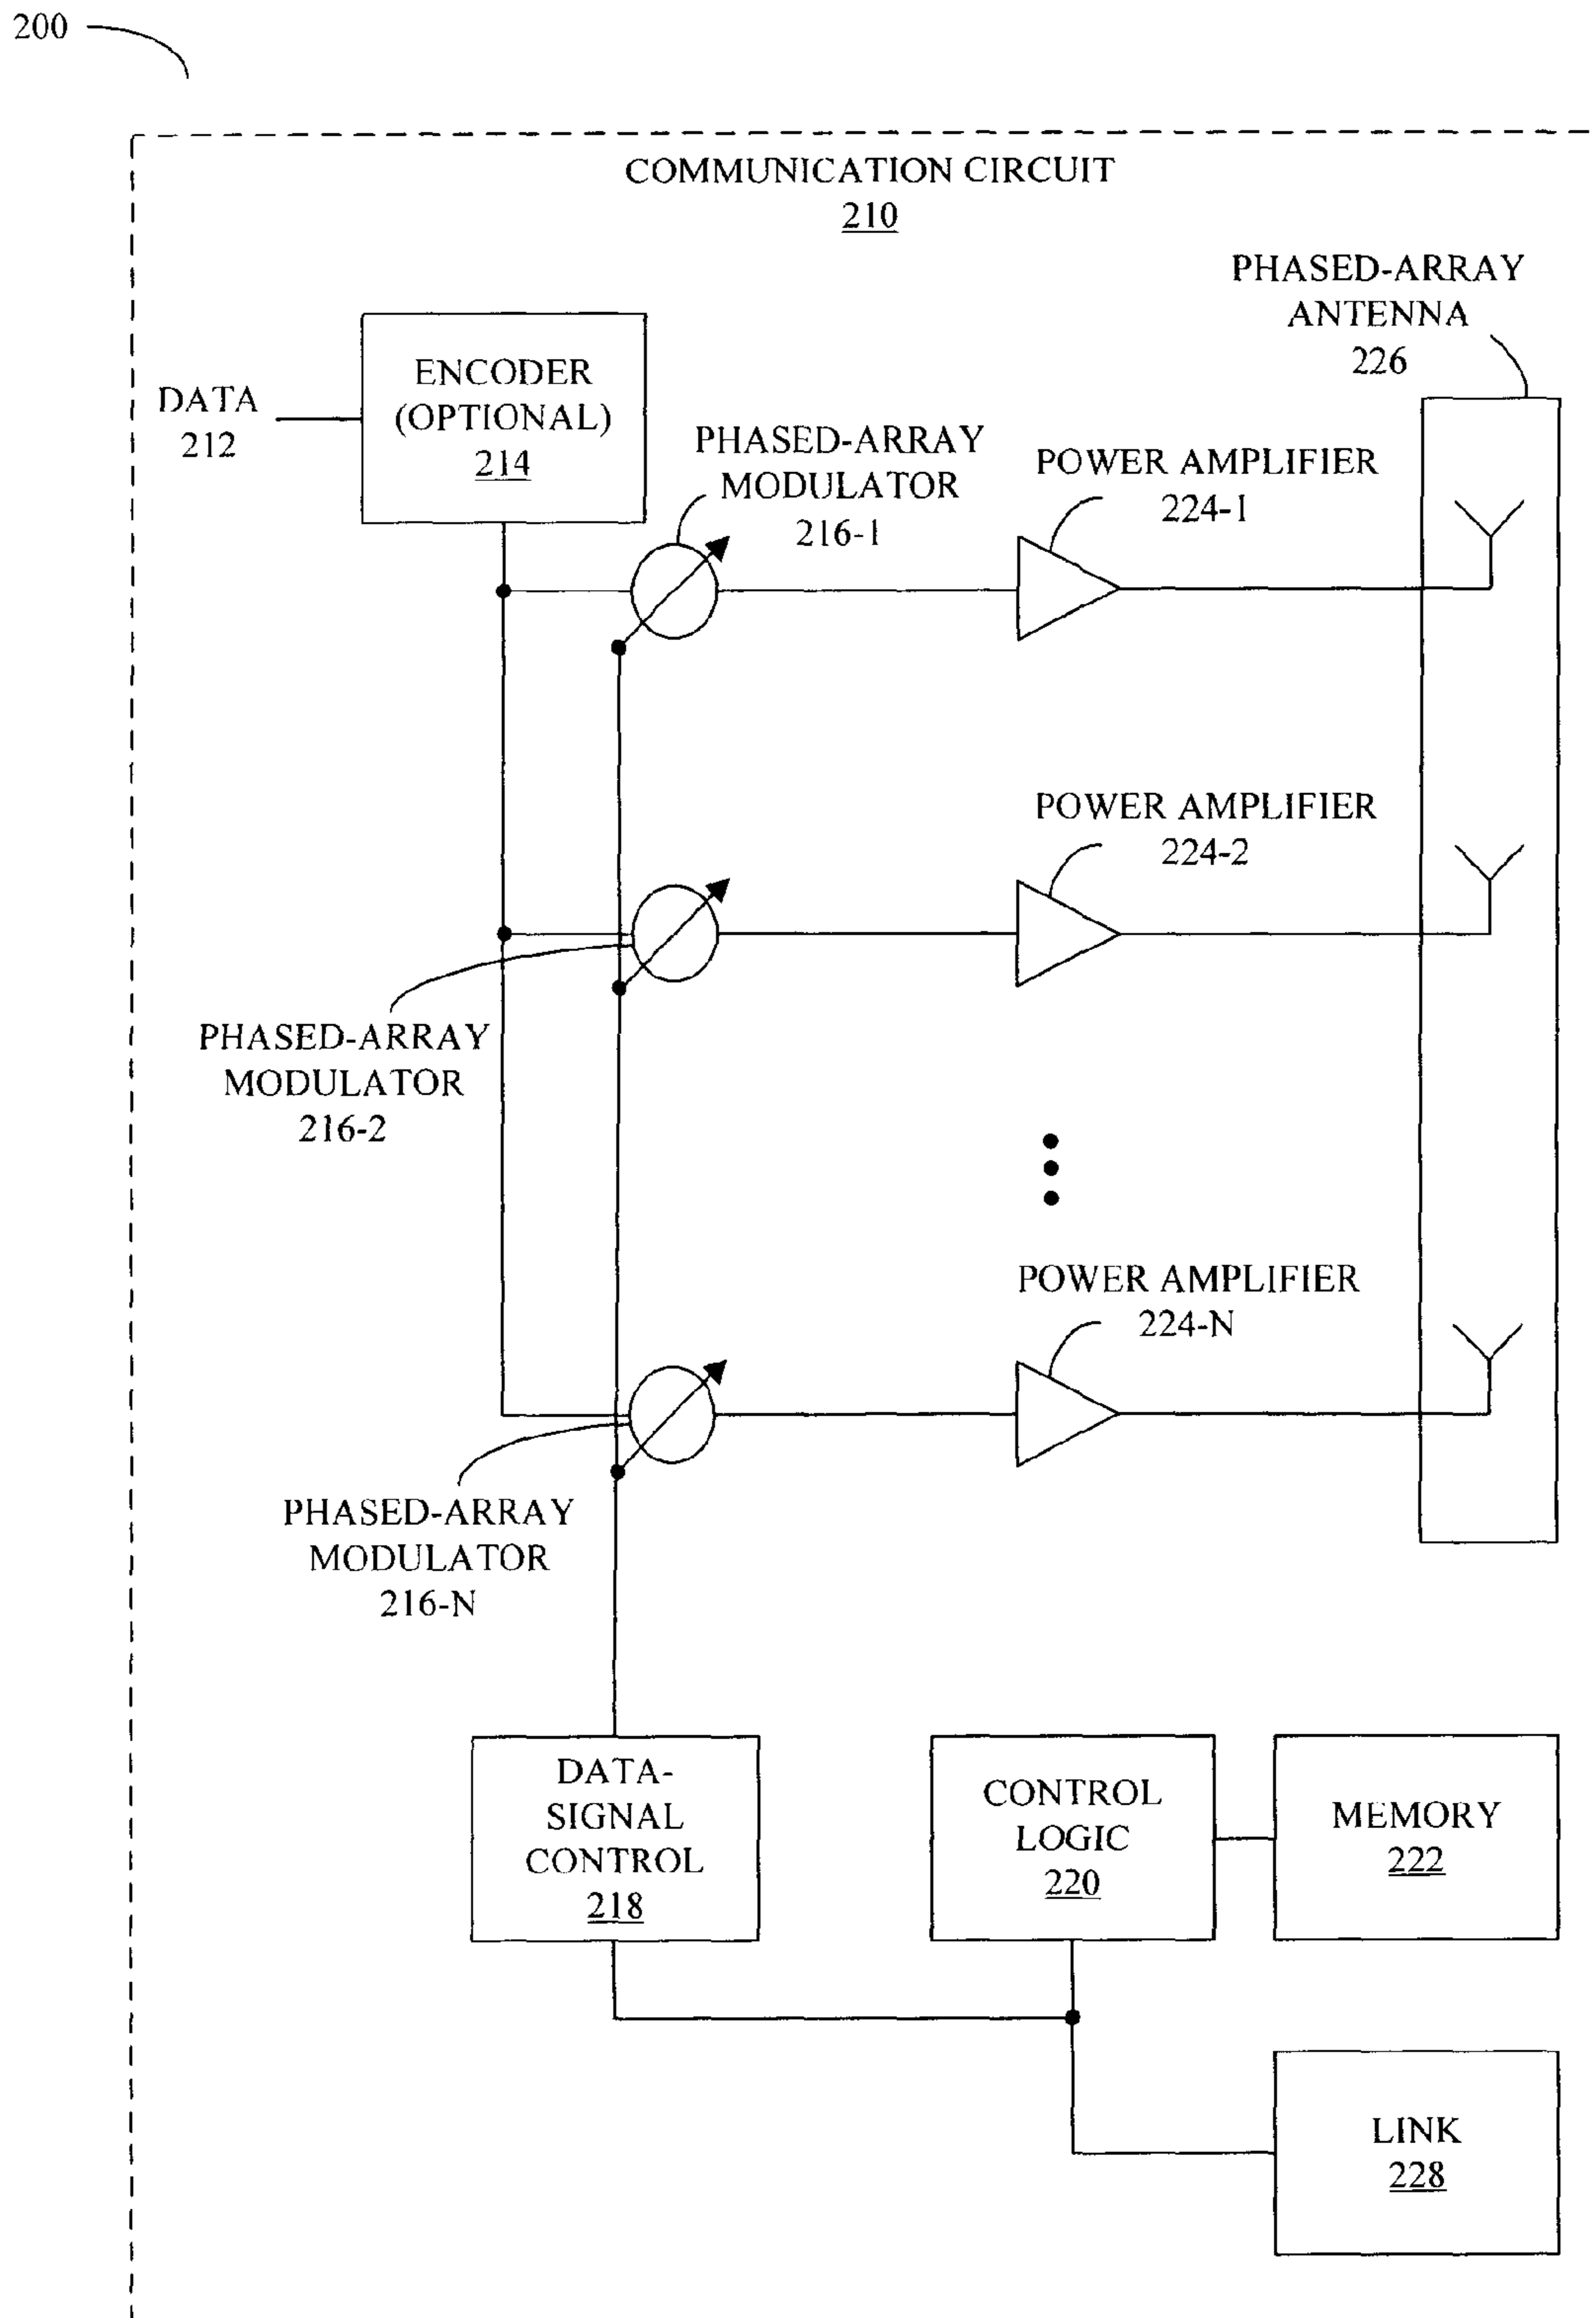 200
COMMUNICATION CIRCUIT
210
PHASED-ARRAY
ANTENNA
226
ENCODER
(OPTIONAL)
214
DATA
212
PHASED-ARRAY
MODULATOR
216-1
POWER AMPLIFIER
224-1
POWER AMPLIFIER
224-2
PHASED-ARRAY
MODULATOR
216-2
POWER AMPLIFIER
224-N
PHASED-ARRAY
MODULATOR
216-N
DATA-
SIGNAL
CONTROL
218
CONTROL
LOGIC
220
MEMORY
222
LINK
228